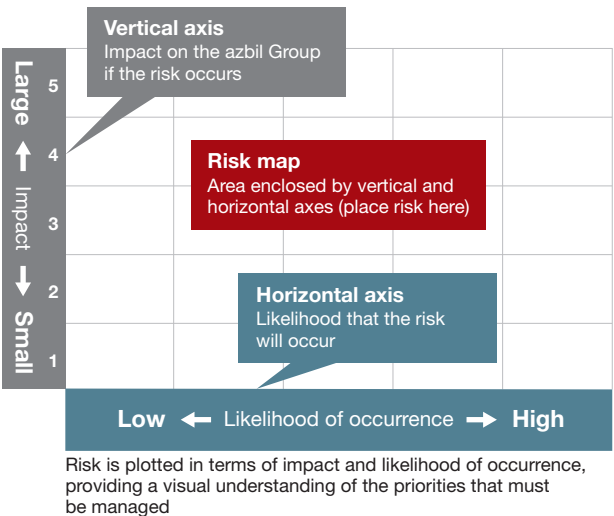 Vertical axis
Impact on the azbil Group
if the risk occurs
Large
Impact
Small
5
4
3
2
1
Risk map
Area enclosed by vertical and
horizontal axes (place risk here)
Horizontal axis
Likelihood that the risk
will occur
Low ← Likelihood of occurrence → High
Risk is plotted in terms of impact and likelihood of occurrence,
providing a visual understanding of the priorities that must
be managed